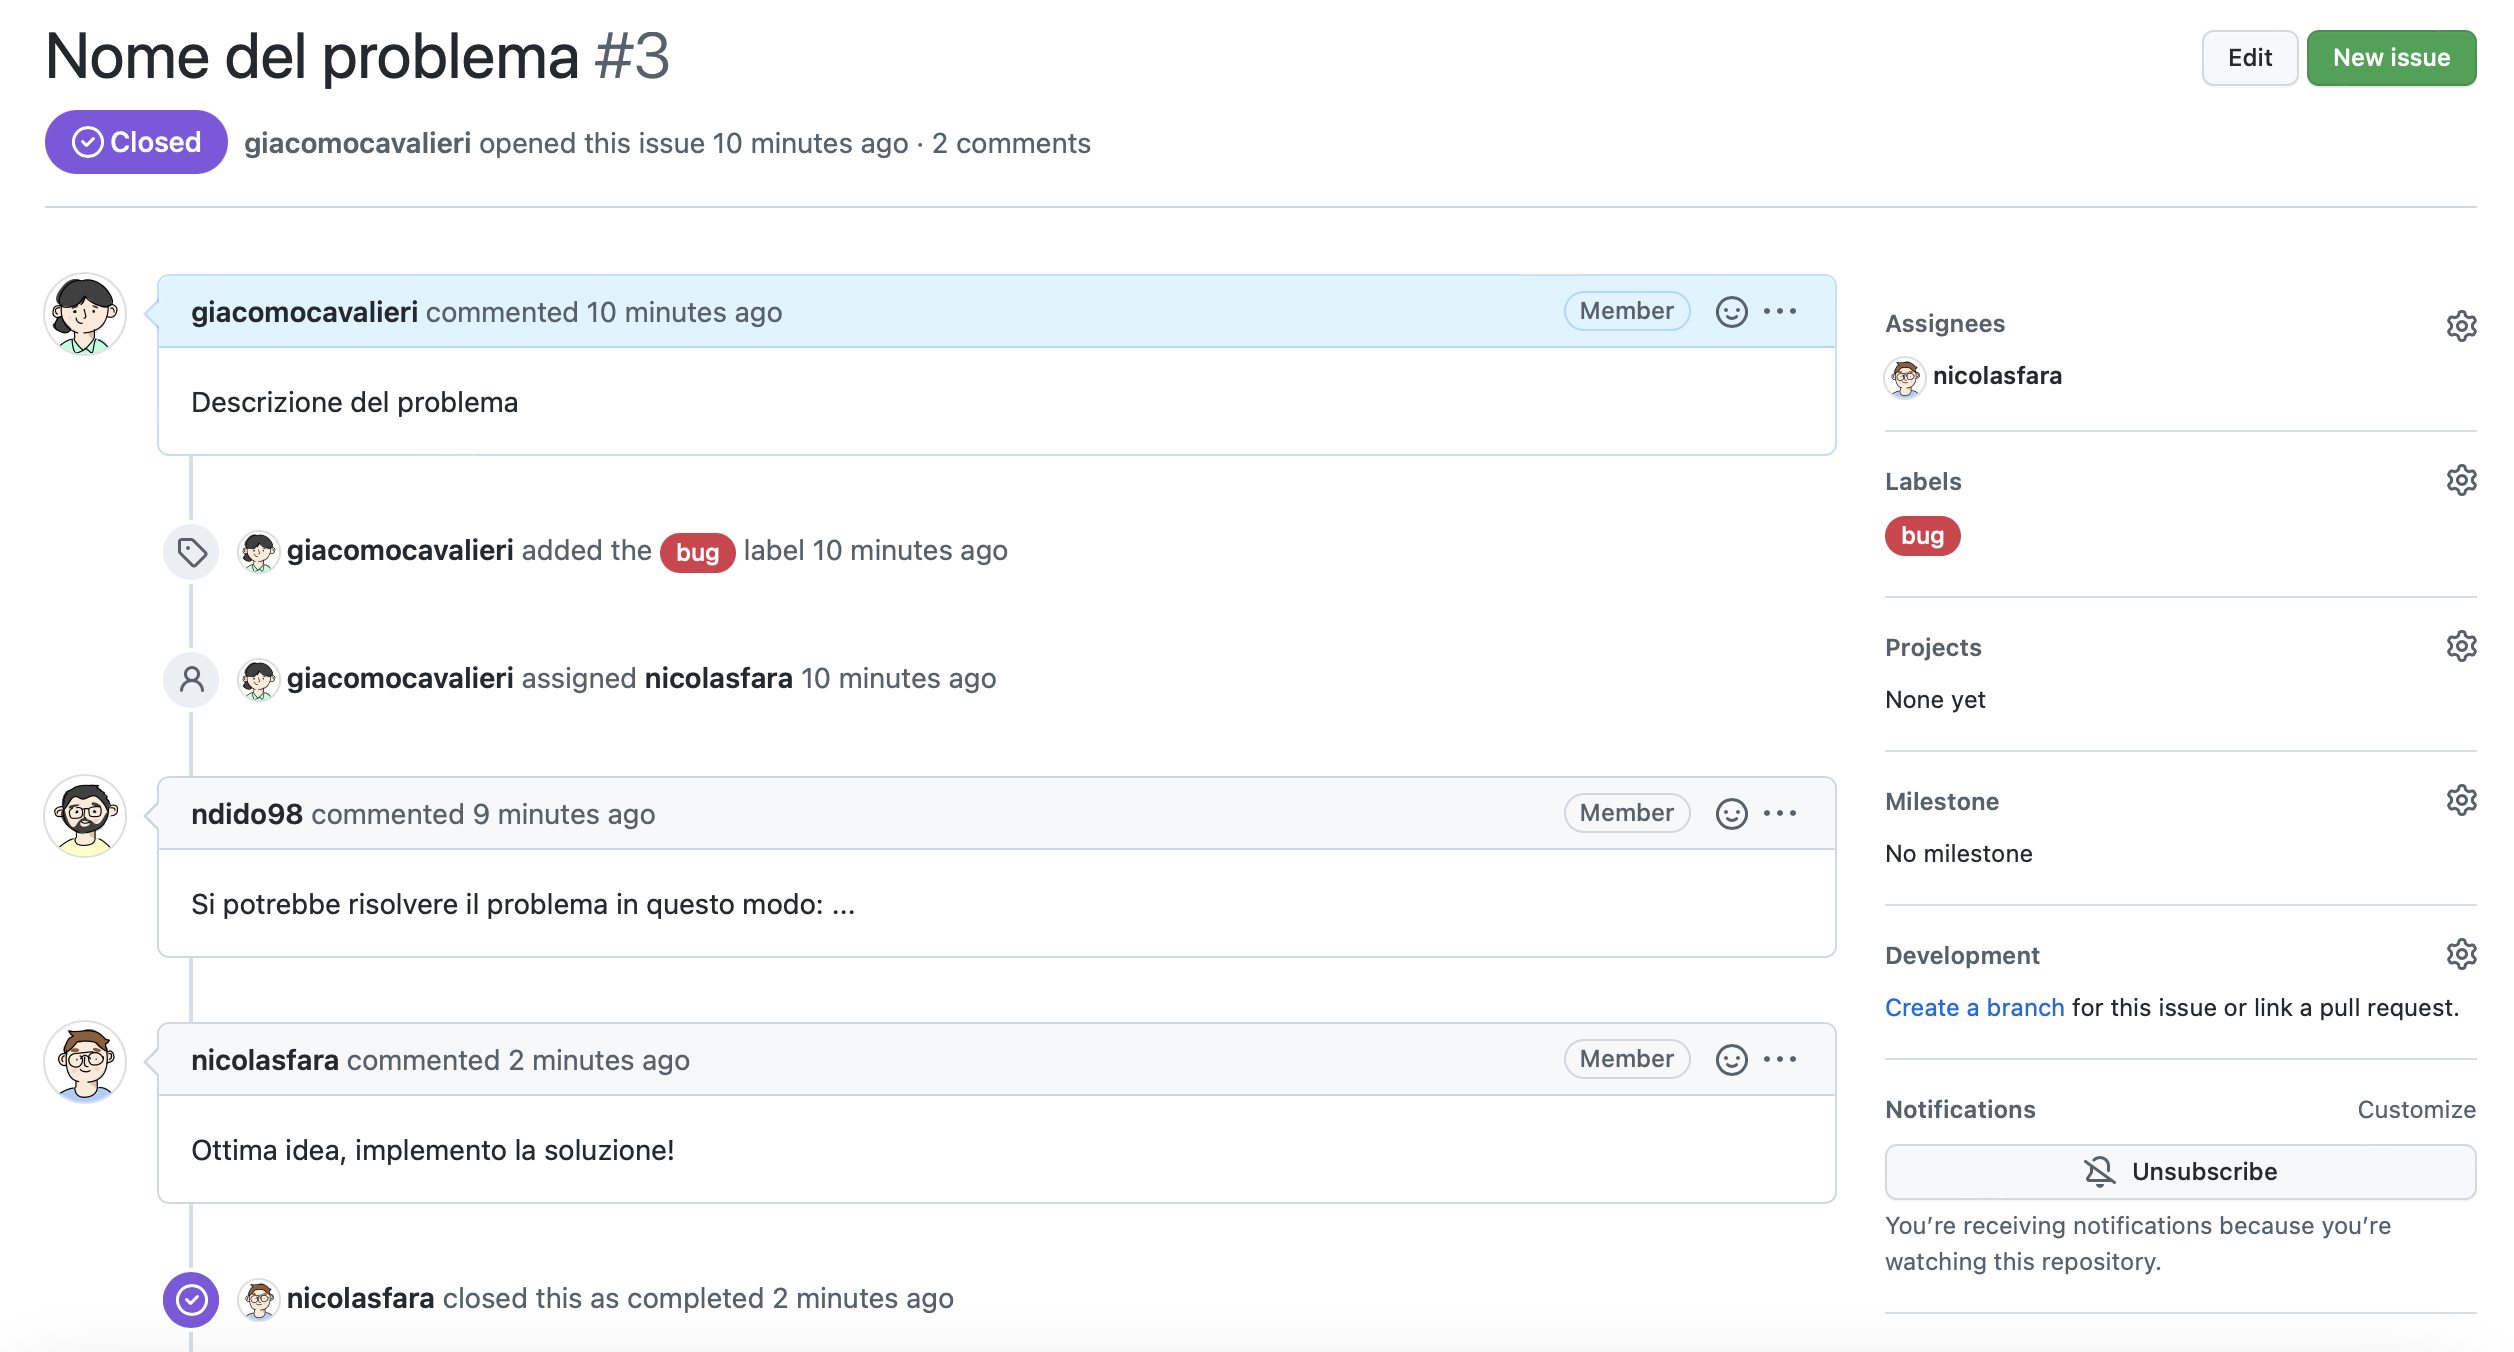 Nome del problema #3
Edit
New issue
Closed
giacomocavalieri opened this issue 10 minutes ago · 2 comments
giacomocavalieri commented 10 minutes ago
Member
Descrizione del problema
giacomocavalieri added the bug label 10 minutes ago
giacomocavalieri assigned nicolasfara 10 minutes ago
ndido98 commented 9 minutes ago
Member
Si potrebbe risolvere il problema in questo modo: ...
nicolasfara commented 2 minutes ago
Member
Ottima idea, implemento la soluzione!
nicolasfara closed this as completed 2 minutes ago
Assignees
nicolasfara
Labels
bug
Projects
None yet
Milestone
No milestone
Development
Create a branch for this issue or link a pull request.
Notifications
Customize
Unsubscribe
You’re receiving notifications because you’re
watching this repository.